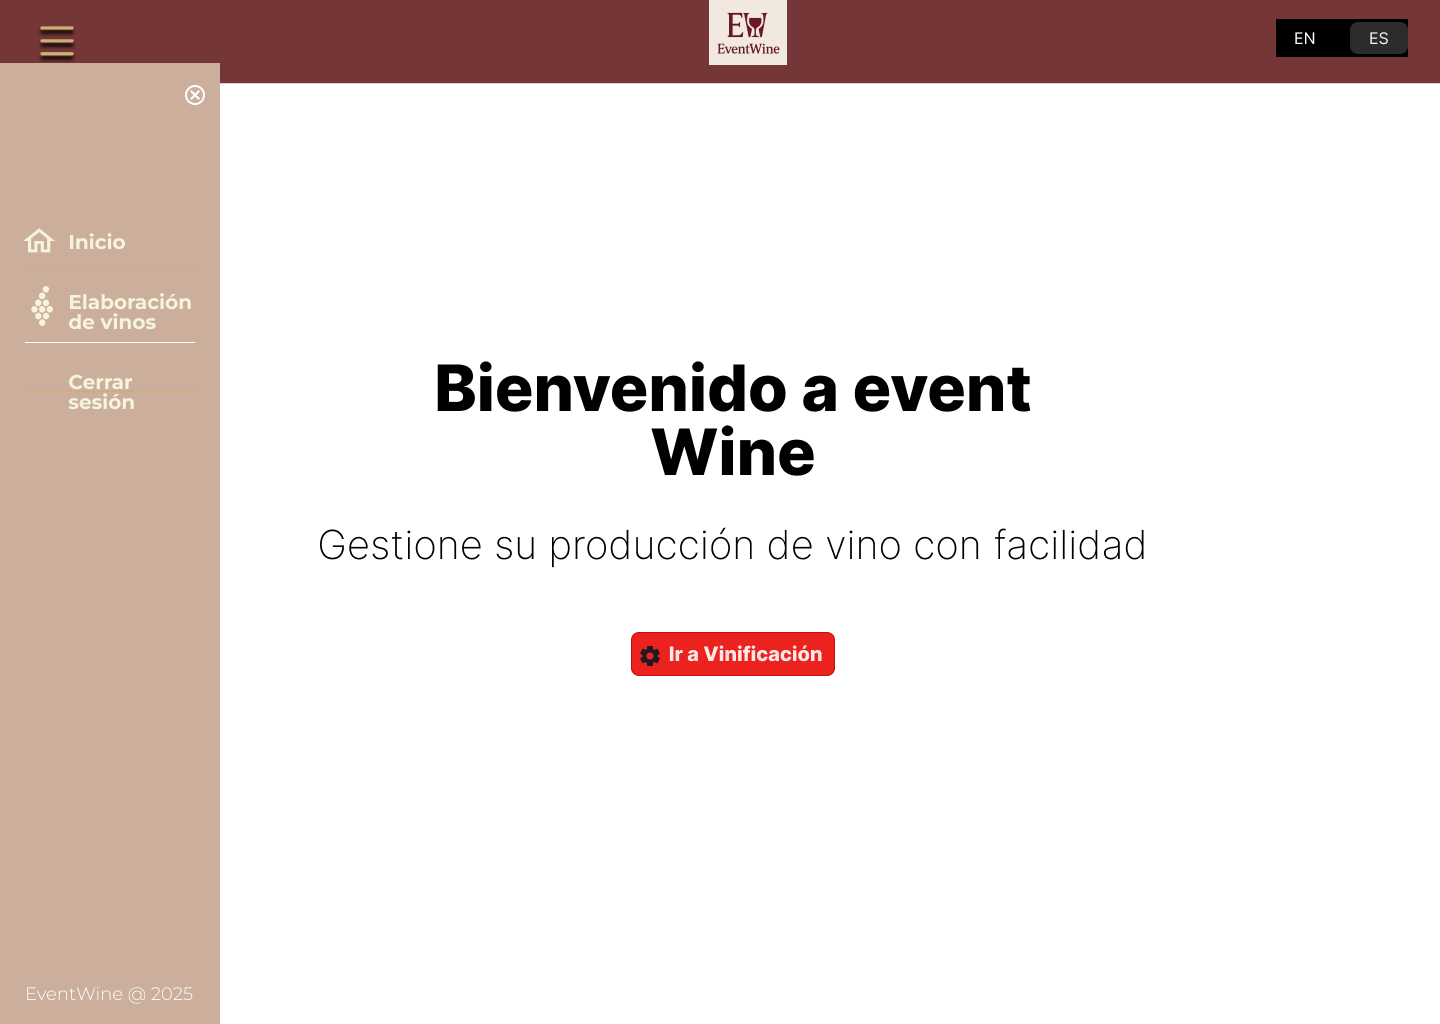 EW
EventWine
EN
ES
Inicio
Elaboración
de vinos
Cerrar
sesión
Bienvenido a event
Wine
Gestione su producción de vino con facilidad
Ir a Vinificación
EventWine @ 2025